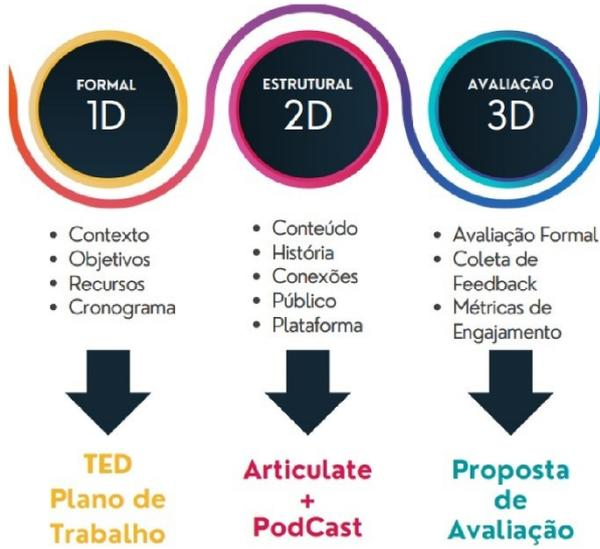 FORMAL
1D
• Contexto
• Objetivos
• Recursos
• Cronograma
TED
Plano de
Trabalho
ESTRUTURAL
2D
• Conteúdo
• História
• Conexões
• Público
• Plataforma
Articulate
+
PodCast
AVALIAÇÃO
3D
• Avaliação Formal
• Coleta de
Feedback
• Métricas de
Engajamento
Proposta
de
Avaliação